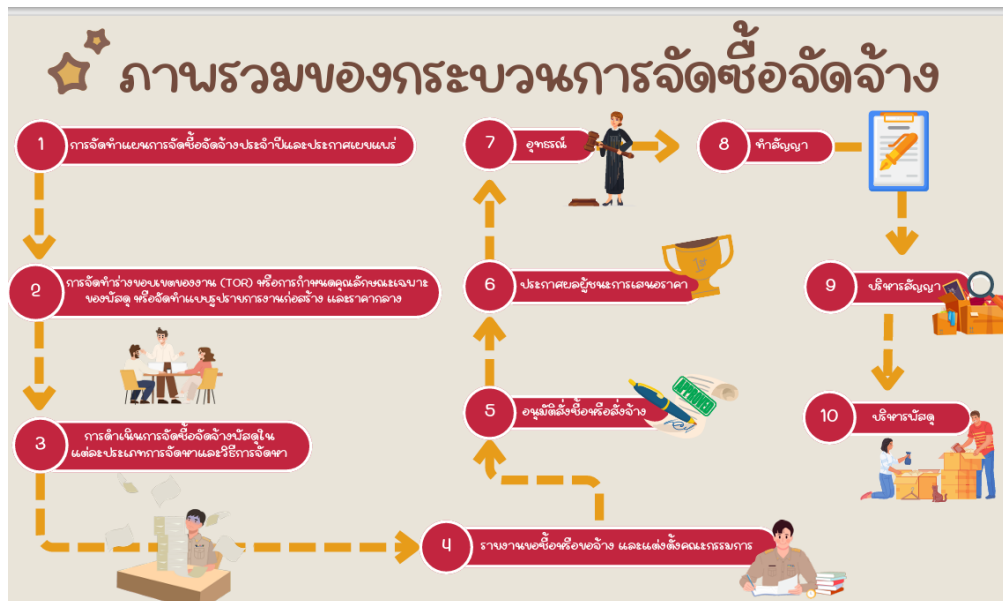 ภาพรวมของกระบวนการจัดซื้อจัดจ้าง
1
การจัดทำแผนการจัดซื้อจัดจ้างประจำปีและประกาศเผยแพร่
2
การจัดทำร่างขอบเขตของงาน (TOR) หรือการกำหนดคุณลักษณะเฉพาะ
ของพัสดุ หรือจัดทำแบบรูปรายการงานก่อสร้าง และราคากลาง
3
การดำเนินการจัดซื้อจัดจ้างพัสดุใน
แต่ละประเภทการจัดหาและวิธีการจัดหา
4
รายงานขอซื้อหรือขอจ้าง และแต่งตั้งคณะกรรมการ
5
อนุมัติสั่งซื้อหรือสั่งจ้าง
APPROVED
6
ประกาศผลผู้ชนะการเสนอราคา
7
อุทธรณ์
8
ทำสัญญา
9
บริหารสัญญา
10
บริหารพัสดุ